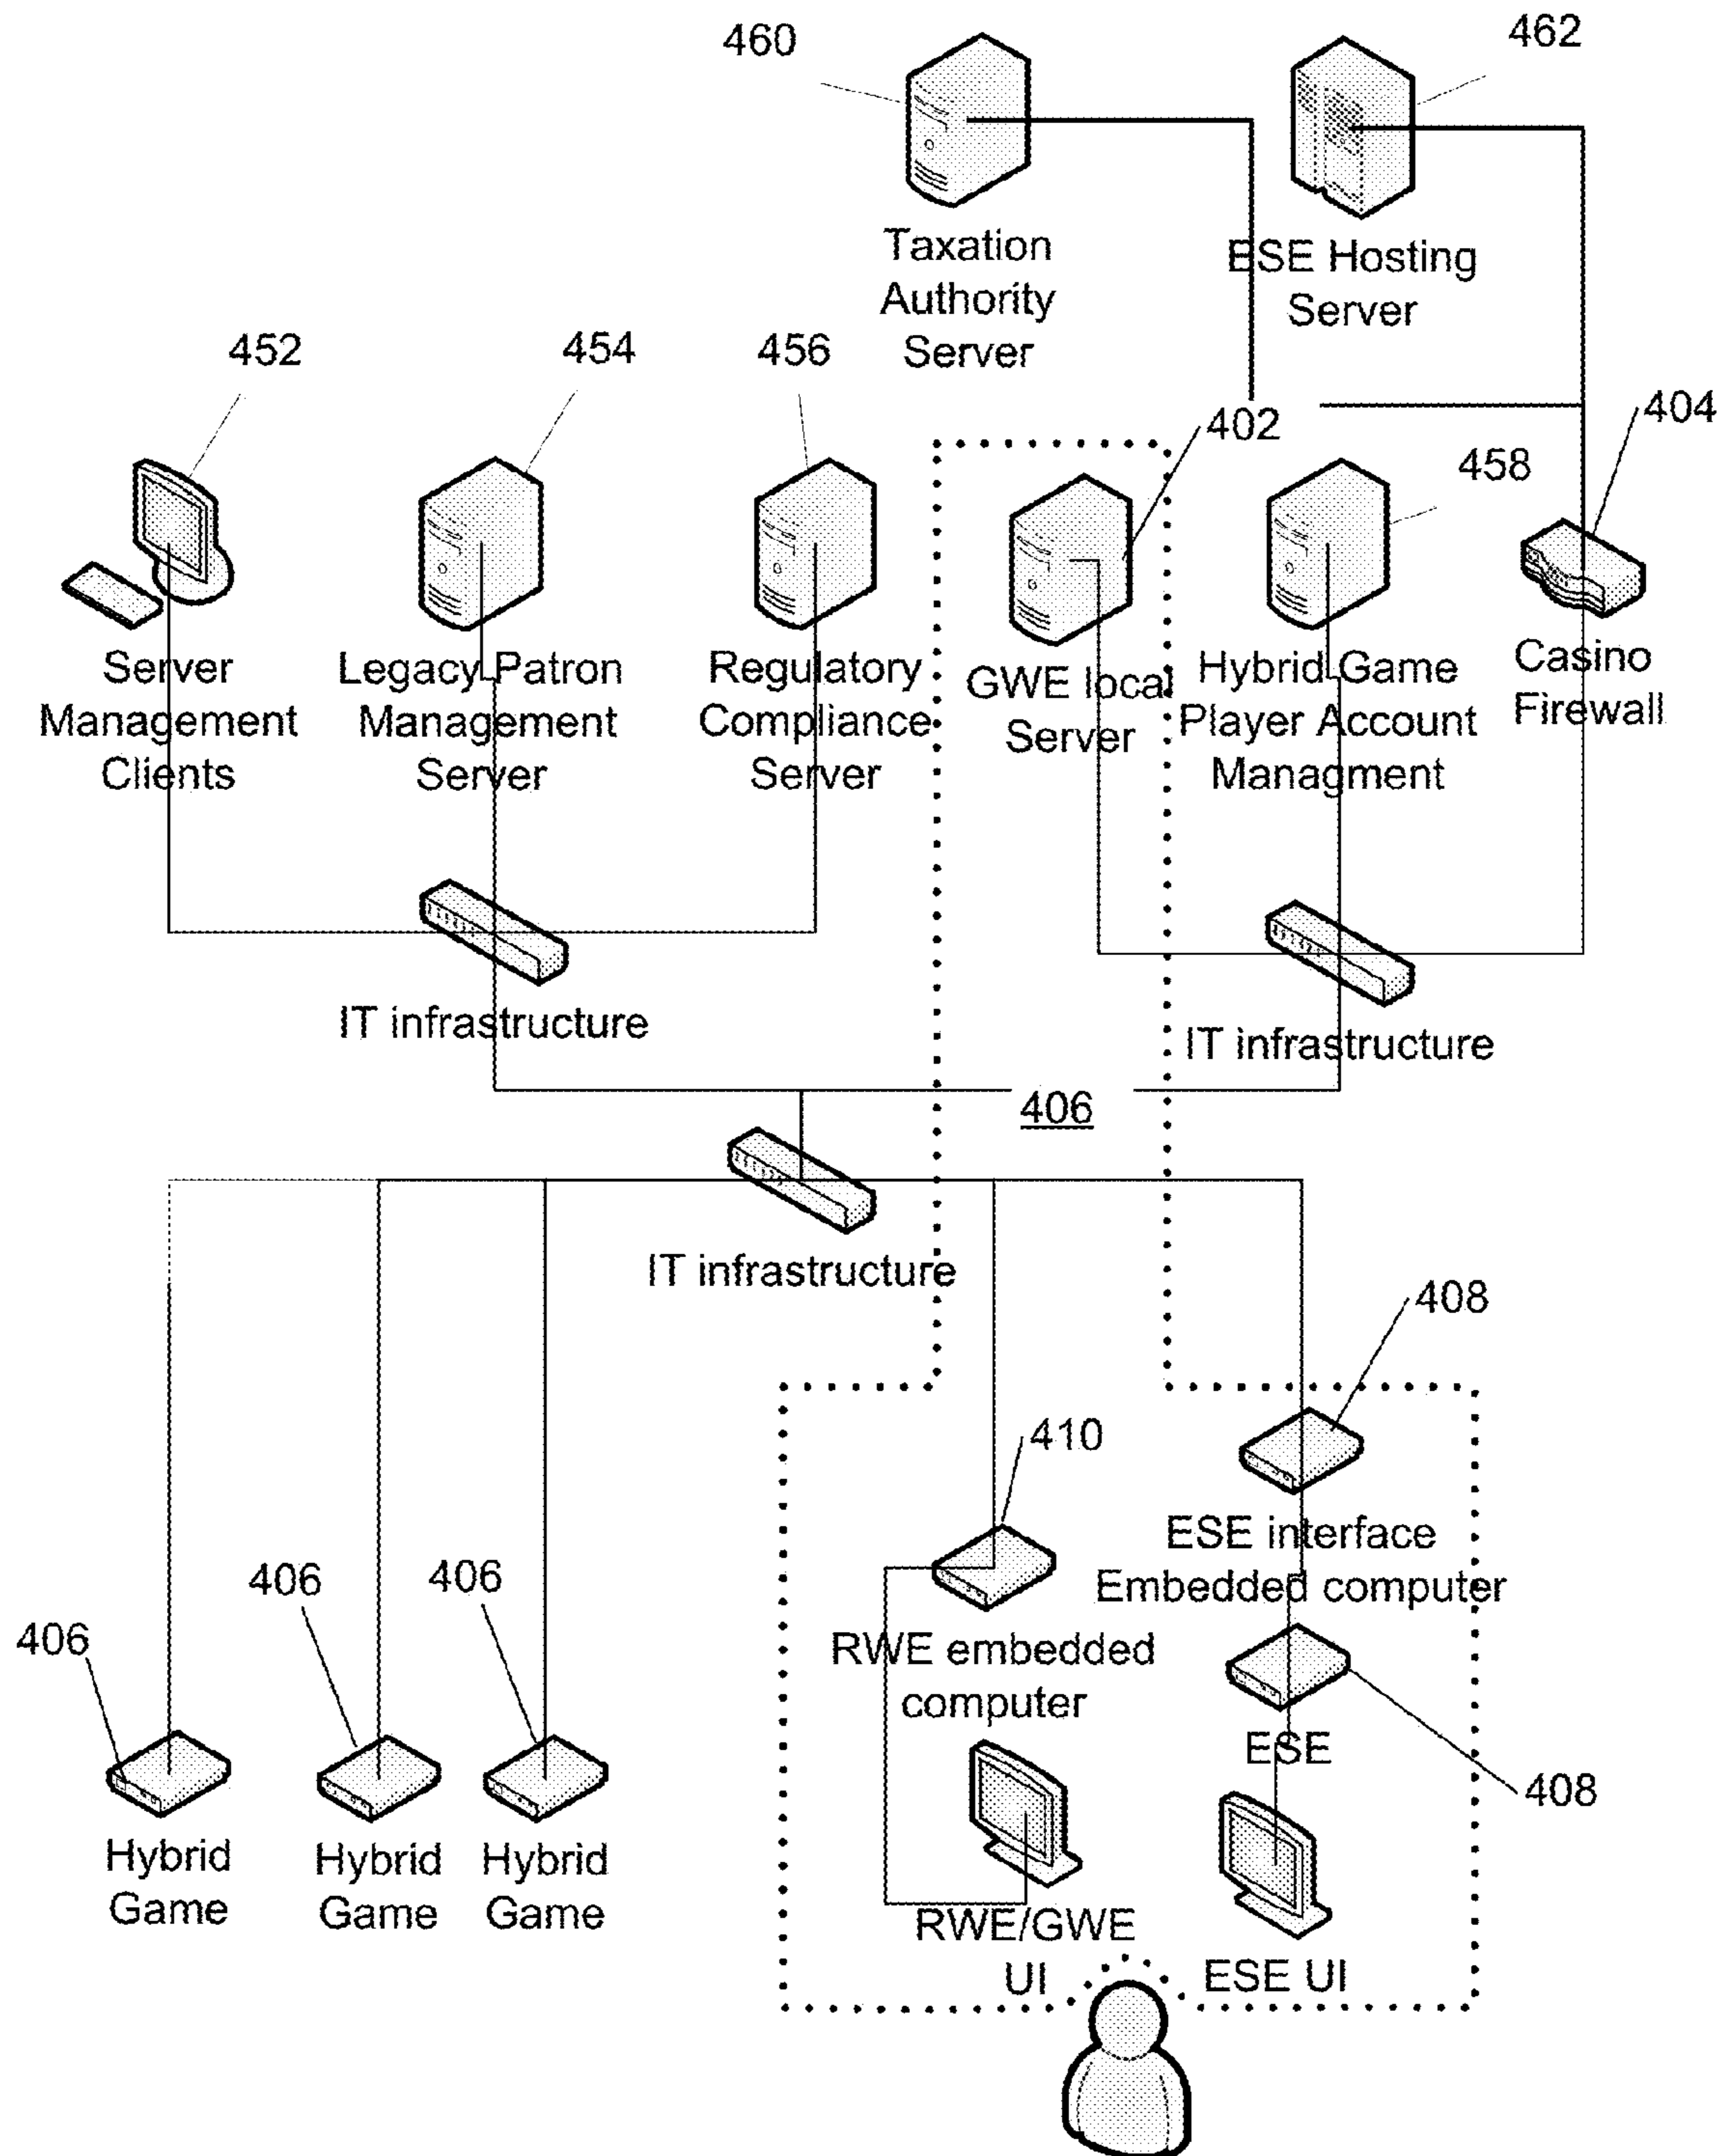 460
462
Taxation
Authority
Server
ESE Hosting
Server
452
454
456
402
404
458
Server
Management
Clients
Legacy Patron
Management
Server
Regulatory
Compliance
Server
GWE local
Server
Hybrid Game
Player Account
Managment
Casino
Firewall
IT infrastructure
IT infrastructure
406
IT infrastructure
408
410
ESE interface
Embedded computer
406
406
406
RWE embedded
computer
ESE
408
Hybrid
Game
Hybrid
Game
Hybrid
Game
RWE/GWE
UI
ESE UI